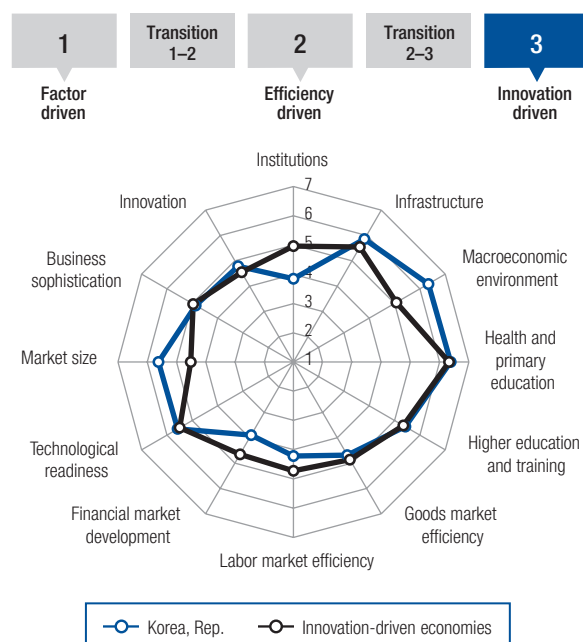 1
Transition
1–2
2
Transition
2–3
3
Factor
driven
Efficiency
driven
Innovation
driven
Institutions
7
Innovation
Infrastructure
6
5
Business
sophistication
Macroeconomic
environment
4
3
Market size
2
1
Health and
primary
education
Technological
readiness
Higher education
and training
Financial market
development
Goods market
efficiency
Labor market efficiency
Korea, Rep.
Innovation-driven economies